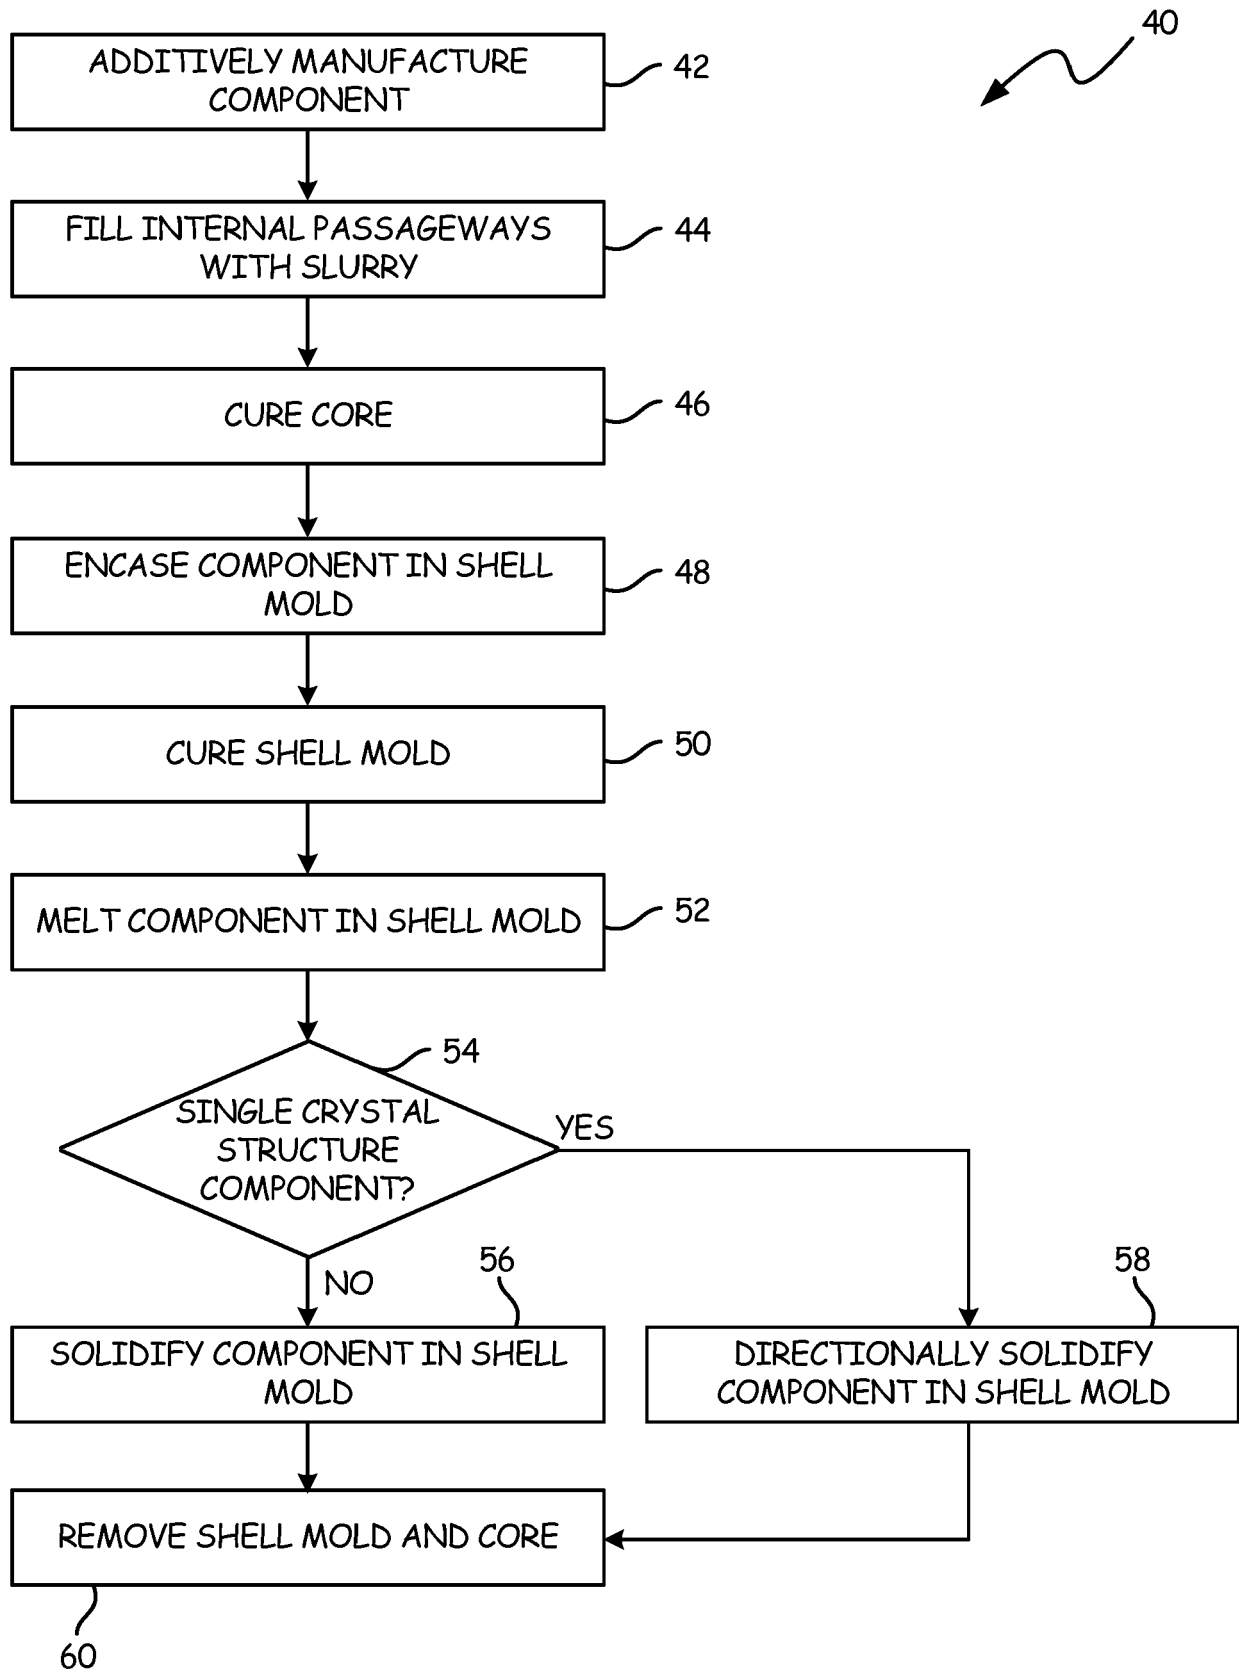 40
ADDITIVELY MANUFACTURE
COMPONENT
42
FILL INTERNAL PASSAGEWAYS
WITH SLURRY
44
CURE CORE
46
ENCASE COMPONENT IN SHELL
MOLD
48
CURE SHELL MOLD
50
MELT COMPONENT IN SHELL MOLD
52
54
SINGLE CRYSTAL
STRUCTURE
COMPONENT?
YES
NO
56
SOLIDIFY COMPONENT IN SHELL
MOLD
58
DIRECTIONALLY SOLIDIFY
COMPONENT IN SHELL MOLD
REMOVE SHELL MOLD AND CORE
60